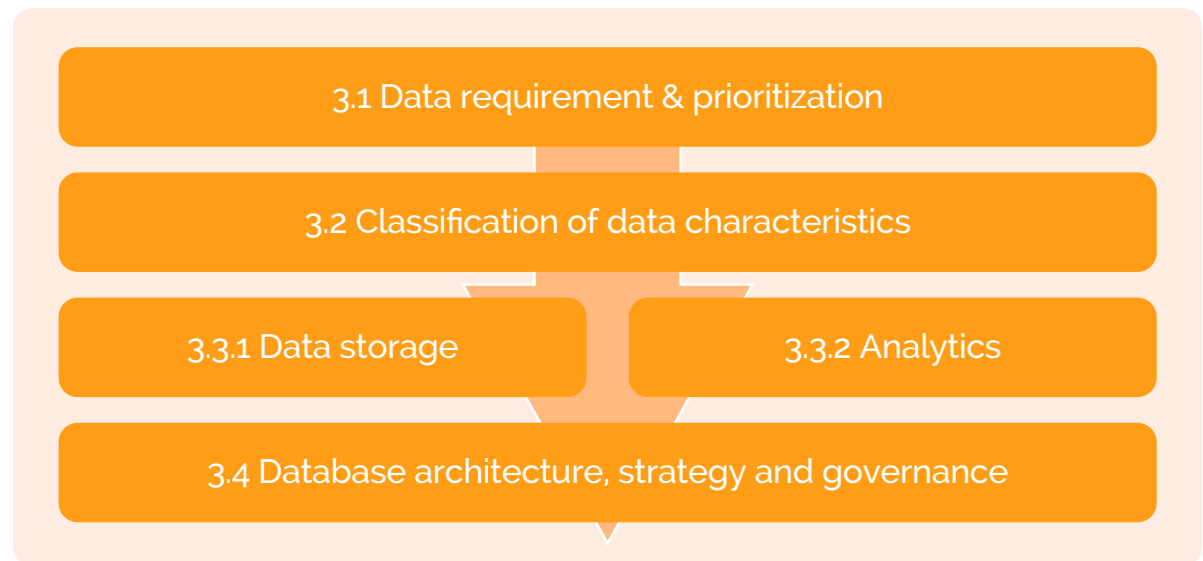 3.1 Data requirement & prioritization
3.2 Classification of data characteristics
3.3.1 Data storage
3.3.2 Analytics
3.4 Database architecture, strategy and governance